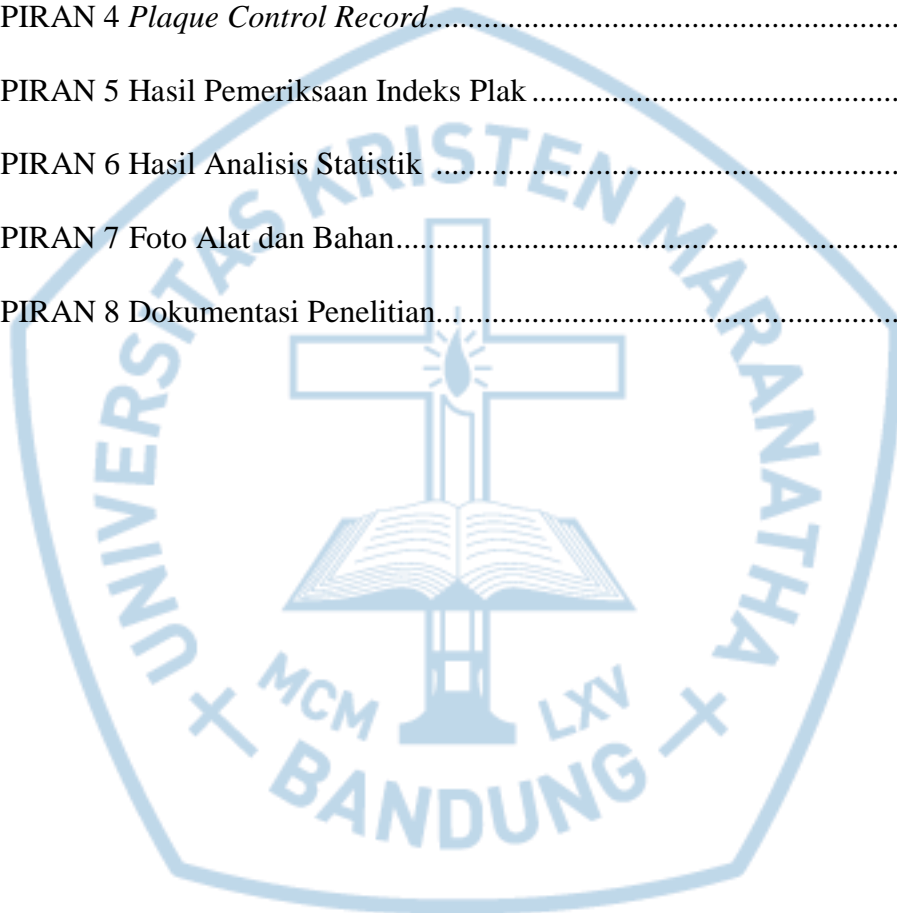 PIRAN 4 Plaque Control Record..........................................................
PIRAN 5 Hasil Pemeriksaan Indeks Plak..............................................
PIRAN 6 Hasil Analisis Statistik ..........................................................
PIRAN 7 Foto Alat dan Bahan..............................................................
PIRAN 8 Dokumentasi Penelitian.........................................................
UNIVERSITAS KRISTEN MARANATHA
MCM LXV
BANDUNG